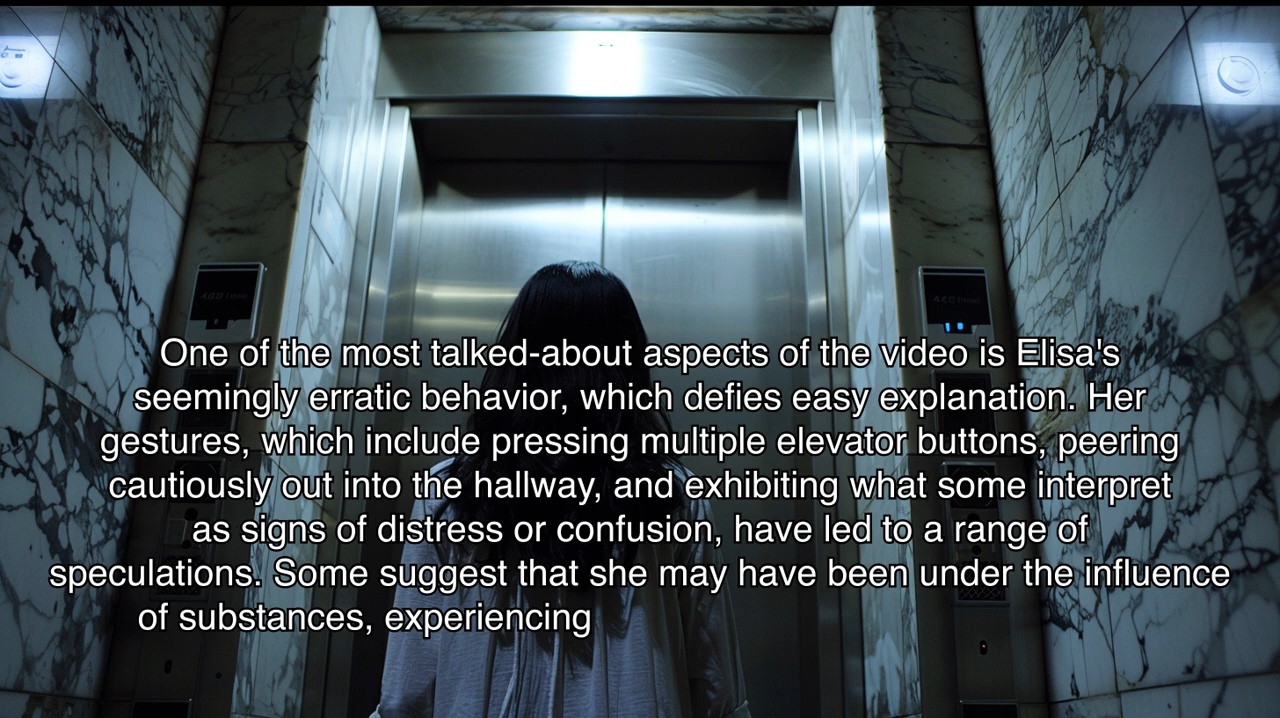 One of the most talked-about aspects of the video is Elisa's
seemingly erratic behavior, which defies easy explanation. Her
gestures, which include pressing multiple elevator buttons, peering
cautiously out into the hallway, and exhibiting what some interpret
as signs of distress or confusion, have led to a range of
speculations. Some suggest that she may have been under the influence
of substances, experiencing